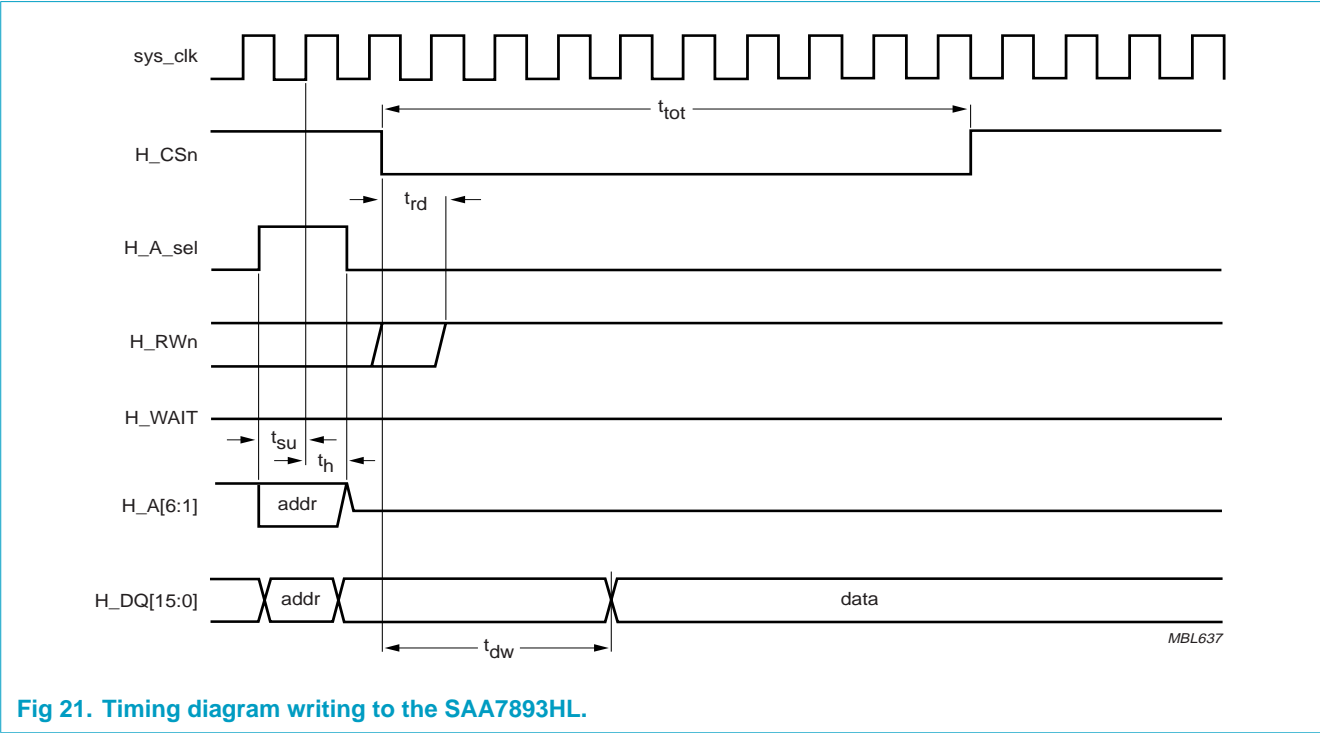 sys_clk
t_tot
H_CSn
t_rd
H_A_sel
H_RWn
H_WAIT
t_su
t_h
H_A[6:1]
addr
H_DQ[15:0]
addr
data
MBL637
t_dw
Fig 21. Timing diagram writing to the SAA7893HL.